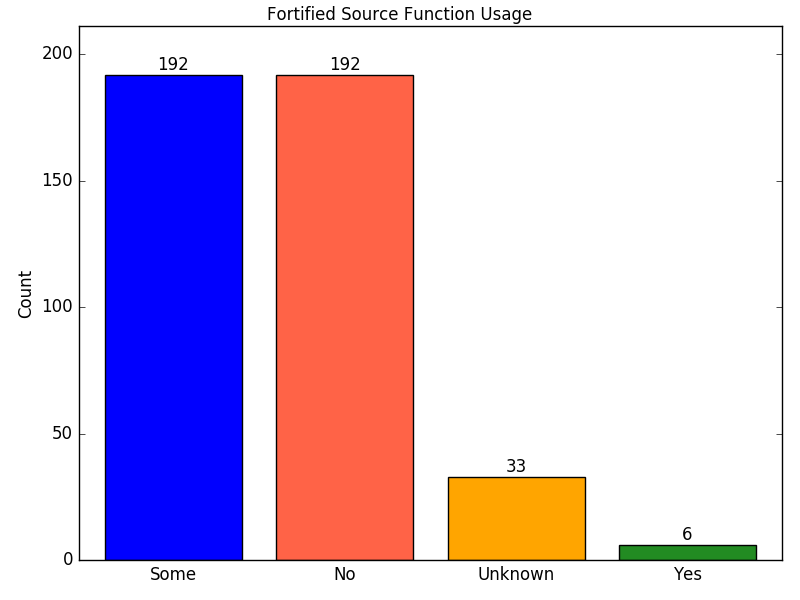 Fortified Source Function Usage
200
150
100
50
0
Count
192
192
33
6
Some
No
Unknown
Yes